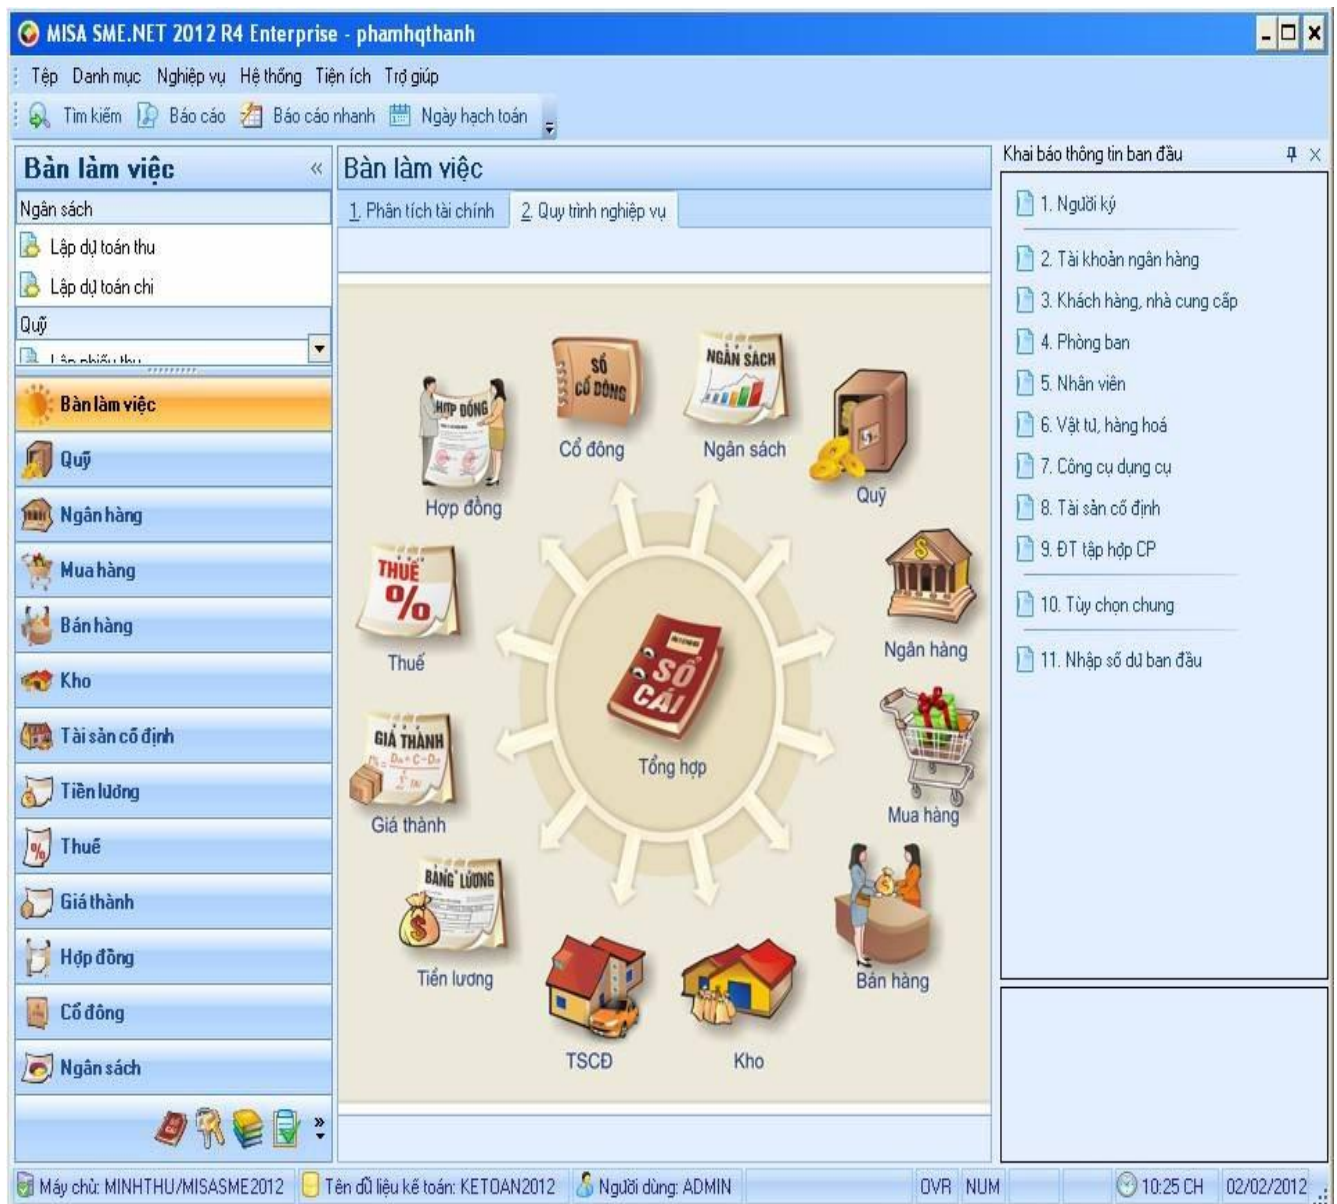 MISA SME.NET 2012 R4 Enterprise - phamhqthanh
Tệp Danh mục Nghiệp vụ Hệ thống Tiện ích Trợ giúp
Tìm kiếm Báo cáo Báo cáo nhanh Ngày hạch toán
Bàn làm việc
Ngân sách
Lập dự toán thu
Lập dự toán chi
Quỹ
Lập phiếu thu
Bàn làm việc
Quỹ
Ngân hàng
Mua hàng
Bán hàng
Kho
Tài sản cố định
Tiền lương
Thuế
Giá thành
Hợp đồng
Cổ đông
Ngân sách
Bàn làm việc
1. Phân tích tài chính
2. Quy trình nghiệp vụ
HỢP ĐỒNG
Hợp đồng
SỔ CỔ ĐÔNG
Cổ đông
NGÂN SÁCH
Ngân sách
Quỹ
THUẾ %
Thuế
Ngân hàng
SỔ CÁI
Tổng hợp
GIÁ THÀNH
Giá thành
Mua hàng
BẢNG LƯƠNG
Tiền lương
Bán hàng
TSCĐ
Kho
Khai báo thông tin ban đầu
1. Người ký
2. Tài khoản ngân hàng
3. Khách hàng, nhà cung cấp
4. Phòng ban
5. Nhân viên
6. Vật tư, hàng hoá
7. Công cụ dụng cụ
8. Tài sản cố định
9. ĐT tập hợp CP
10. Tùy chọn chung
11. Nhập số dư ban đầu
Máy chủ: MINHTHU/MISASME2012 Tên dữ liệu kế toán: KETOAN2012 Người dùng: ADMIN OVR NUM 10:25 CH 02/02/2012